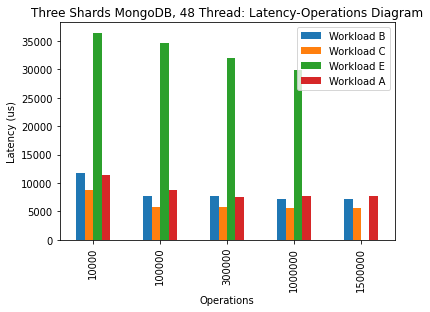 Three Shards MongoDB, 48 Thread: Latency-Operations Diagram
Workload B
Workload C
Workload E
Workload A
Latency (us)
35000
30000
25000
20000
15000
10000
5000
0
10000
100000
300000
1000000
1500000
Operations